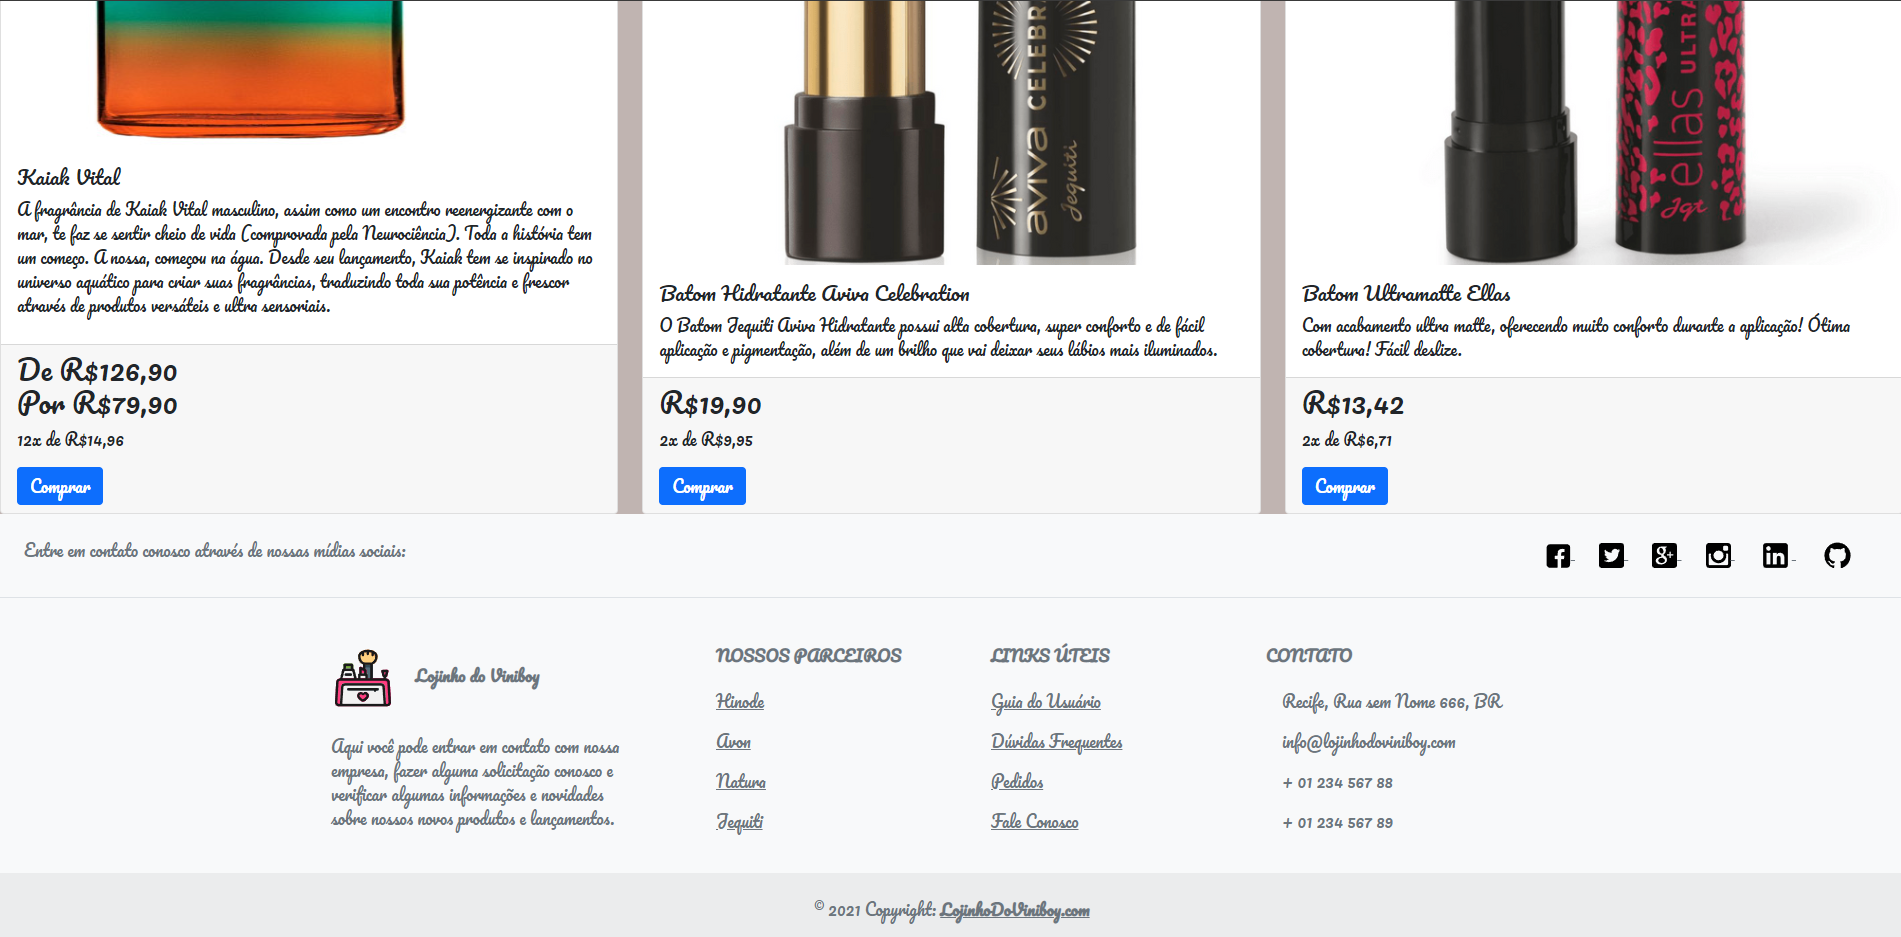 aviva CELEBR
Jequiti
ellas ULTRA
Jqt
Kaiak Vital
A fragrância de Kaiak Vital masculino, assim como um encontro reenergizante com o
mar, te faz se sentir cheio de vida (comprovada pela Neurociência). Toda a história tem
um começo. A nossa, começou na água. Desde seu lançamento, Kaiak tem se inspirado no
universo aquático para criar suas fragrâncias, traduzindo toda sua potência e frescor
através de produtos versáteis e ultra sensoriais.
De R$126,90
Por R$79,90
12x de R$14,96
Comprar
Batom Hidratante Aviva Celebration
O Batom Jequiti Aviva Hidratante possui alta cobertura, super conforto e de fácil
aplicação e pigmentação, além de um brilho que vai deixar seus lábios mais iluminados.
R$19,90
2x de R$9,95
Comprar
Batom Ultramatte Ellas
Com acabamento ultra matte, oferecendo muito conforto durante a aplicação! Ótima
cobertura! Fácil deslize.
R$13,42
2x de R$6,71
Comprar
Entre em contato conosco através de nossas mídias sociais:
Lojinho do Viniboy
Aqui você pode entrar em contato com nossa
empresa, fazer alguma solicitação conosco e
verificar algumas informações e novidades
sobre nossos novos produtos e lançamentos.
NOSSOS PARCEIROS
Hinode
Avon
Natura
Jequiti
LINKS ÚTEIS
Guia do Usuário
Dúvidas Frequentes
Pedidos
Fale Conosco
CONTATO
Recife, Rua sem Nome 666, BR
info@lojinhodoviniboy.com
+ 01 234 567 88
+ 01 234 567 89
© 2021 Copyright: LojinhoDoViniboy.com